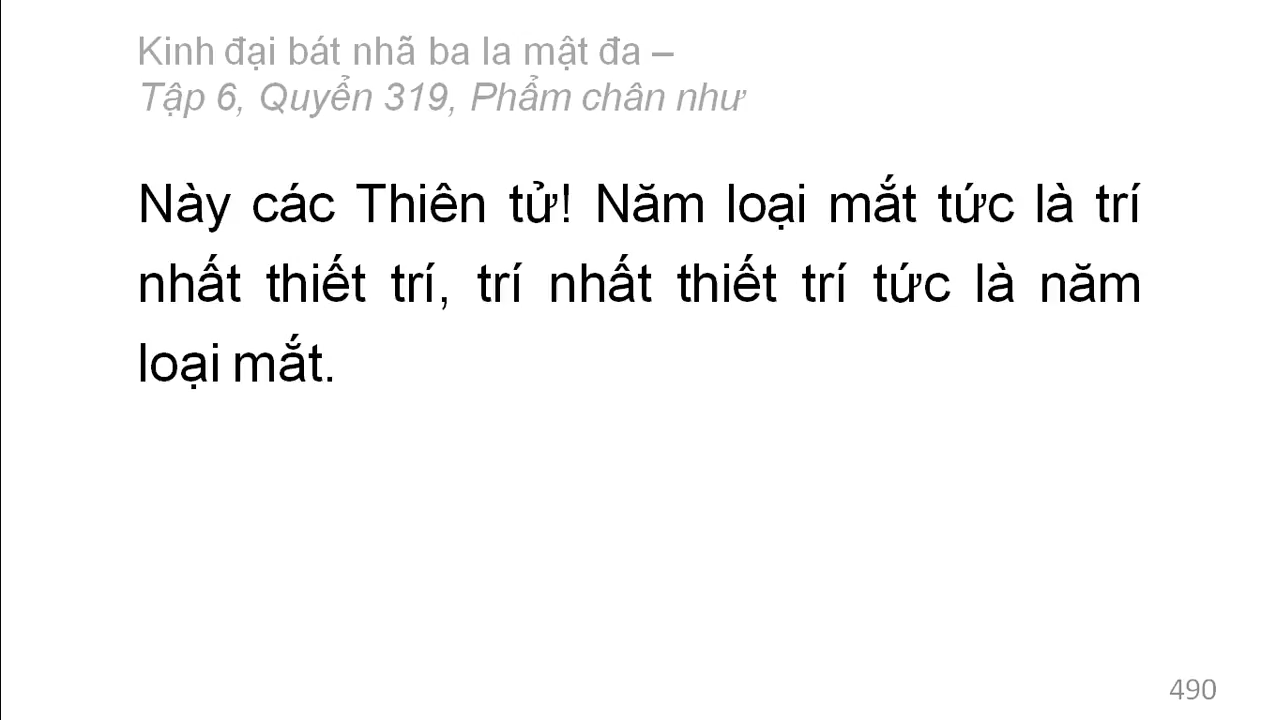 Kinh đại bát nhã ba la mật đa –
Tập 6, Quyển 319, Phẩm chân như
Này các Thiên tử! Năm loại mắt tức là trí
nhất thiết trí, trí nhất thiết trí tức là năm
loại mắt.
490